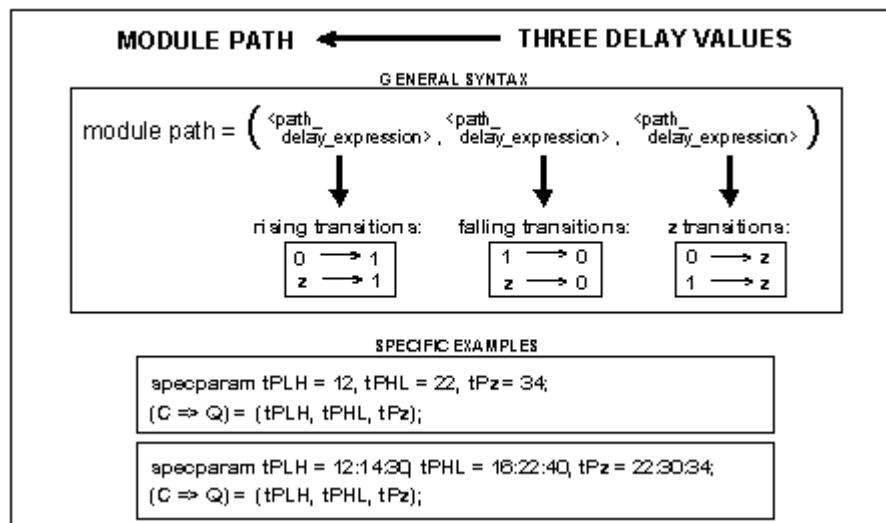 MODULE PATH ← THREE DELAY VALUES
GENERAL SYNTAX
module path = ( <path_ delay_expression> , <path_ delay_expression> , <path_ delay_expression> )
rising transitions: falling transitions: z transitions:
0 → 1 1 → 0 0 → z
z → 1 z → 0 1 → z
SPECIFIC EXAMPLES
specparam tPLH = 12, tPHL = 22, tPz = 34;
(C => Q) = (tPLH, tPHL, tPz);
specparam tPLH = 12:14:30, tPHL = 16:22:40, tPz = 22:30:34;
(C => Q) = (tPLH, tPHL, tPz);